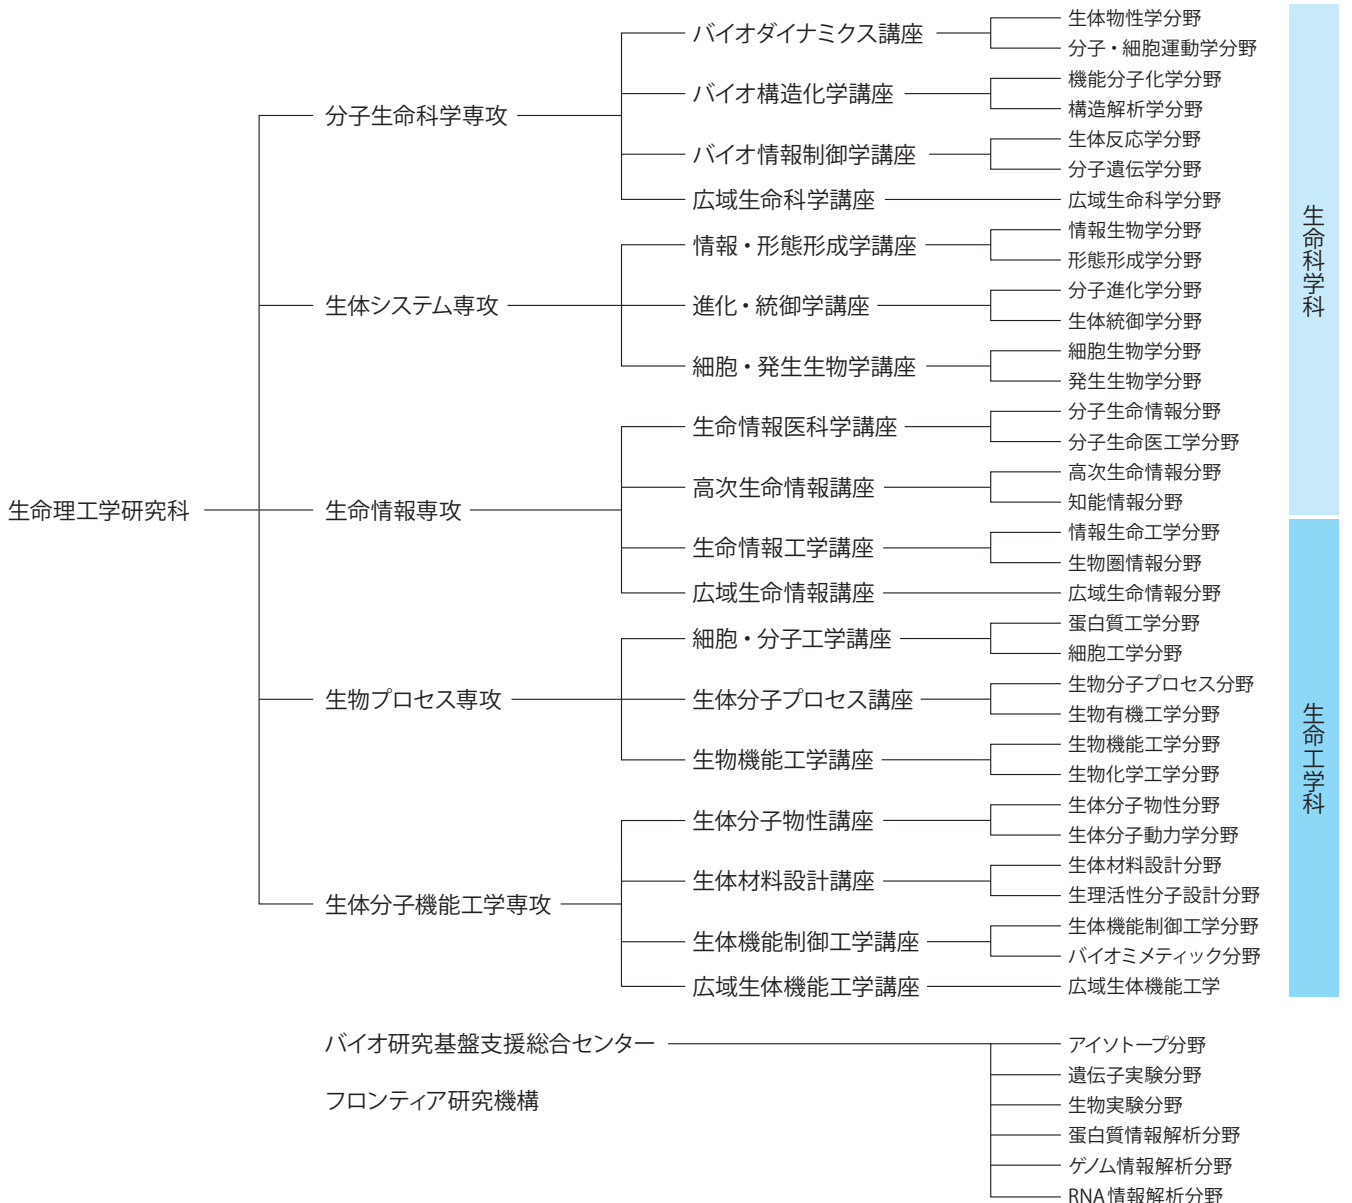 生命理工学研究科
分子生命科学専攻
バイオダイナミクス講座
生体物性学分野
分子・細胞運動学分野
バイオ構造化学講座
機能分子化学分野
構造解析学分野
バイオ情報制御学講座
生体反応学分野
分子遺伝学分野
広域生命科学講座
広域生命科学分野
生体システム専攻
情報・形態形成学講座
情報生物学分野
形態形成学分野
進化・統御学講座
分子進化学分野
生体統御学分野
細胞・発生生物学講座
細胞生物学分野
発生生物学分野
生命情報専攻
生命情報医科学講座
分子生命情報分野
分子生命医工学分野
高次生命情報講座
高次生命情報分野
知能情報分野
生命情報工学講座
情報生命工学分野
生物圏情報分野
広域生命情報講座
広域生命情報分野
生物プロセス専攻
細胞・分子工学講座
蛋白質工学分野
細胞工学分野
生体分子プロセス講座
生物分子プロセス分野
生物有機工学分野
生物機能工学講座
生物機能工学分野
生物化学工学分野
生体分子機能工学専攻
生体分子物性講座
生体分子物性分野
生体分子動力学分野
生体材料設計講座
生体材料設計分野
生理活性分子設計分野
生体機能制御工学講座
生体機能制御工学分野
バイオミメティック分野
広域生体機能工学講座
広域生体機能工学
生命科学科
生命工学科
バイオ研究基盤支援総合センター
アイソトープ分野
遺伝子実験分野
生物実験分野
蛋白質情報解析分野
ゲノム情報解析分野
RNA情報解析分野
フロンティア研究機構